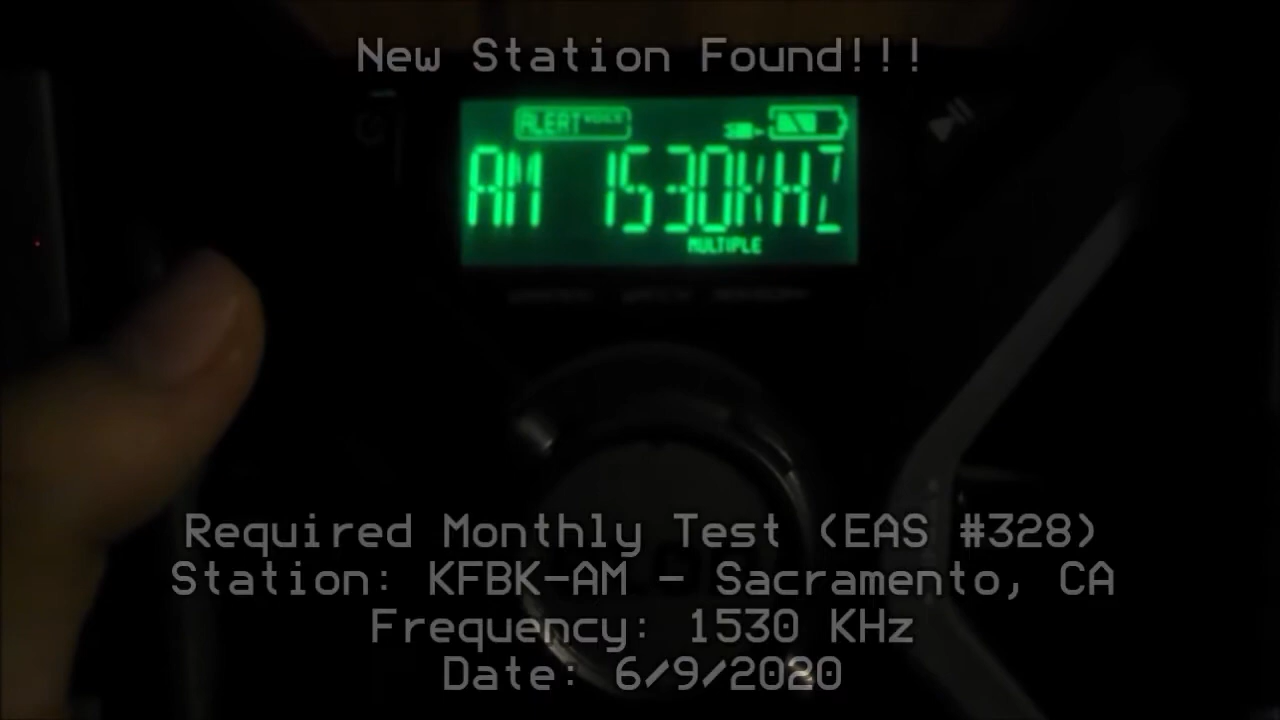 New Station Found!!!
ALERT VOICE
AM 1530KHZ
MULTIPLE
Required Monthly Test (EAS #328)
Station: KFBK-AM - Sacramento, CA
Frequency: 1530 KHz
Date: 6/9/2020